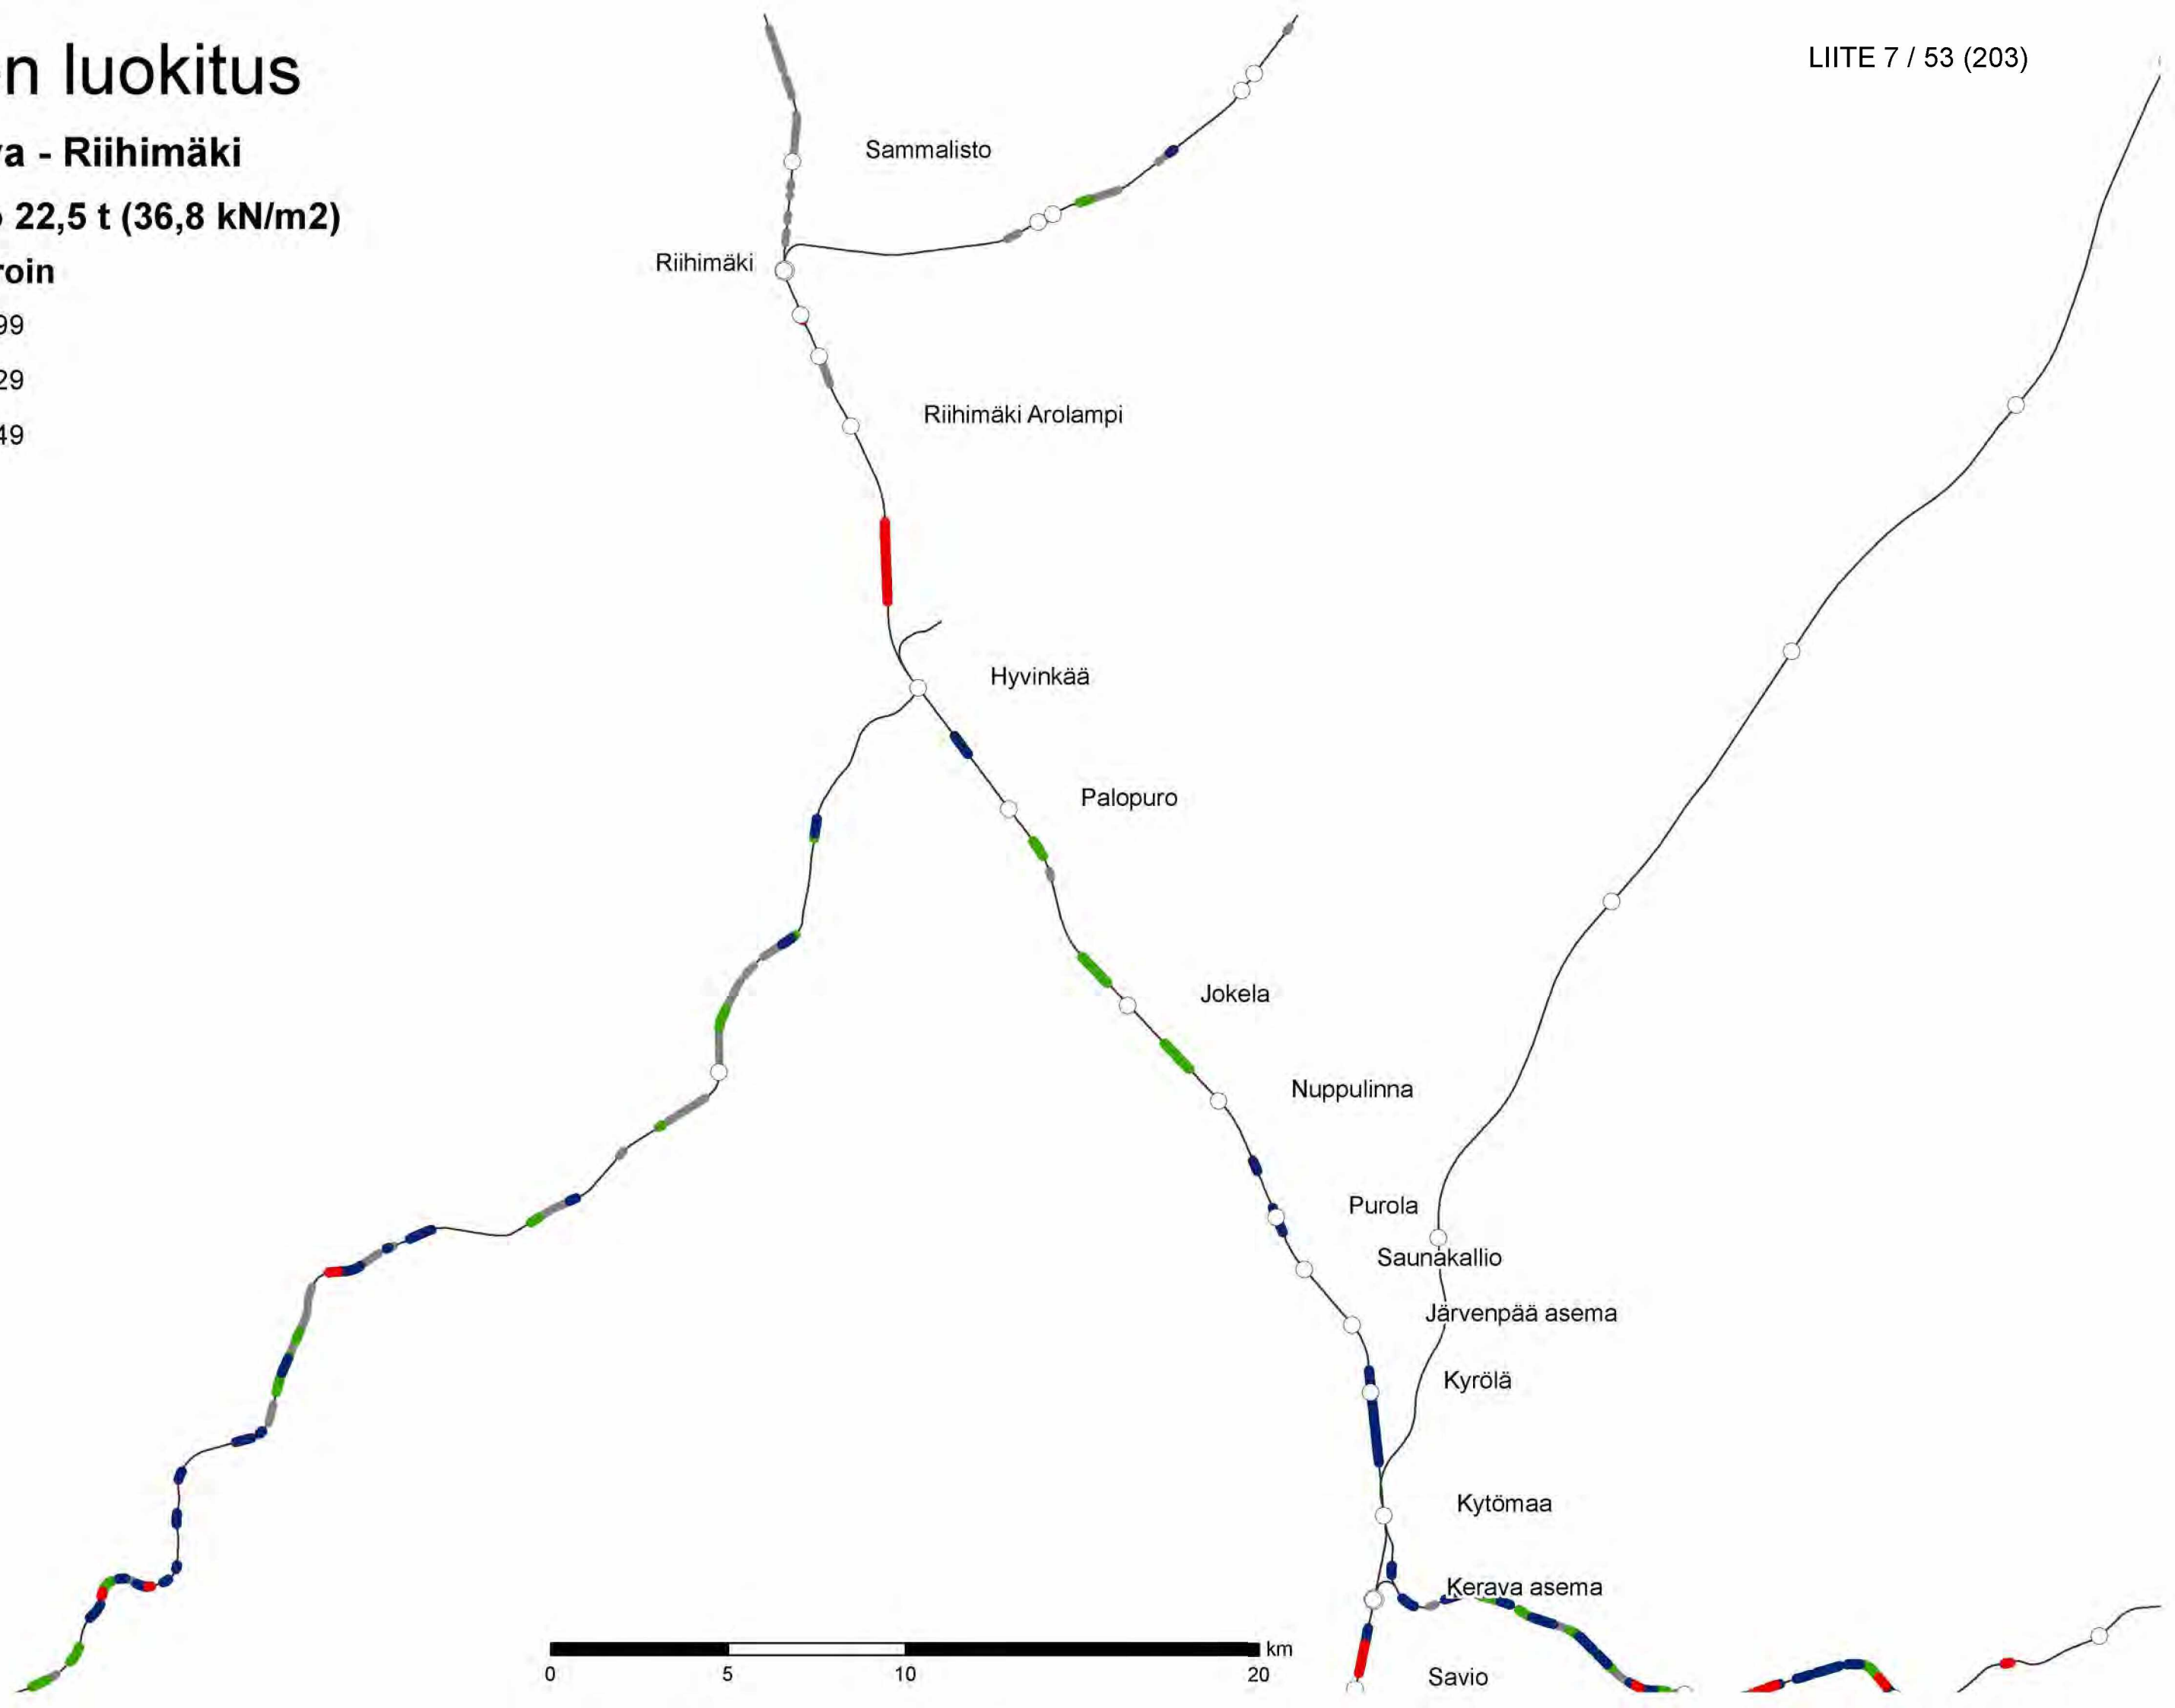 n luokitus
LIITE 7 / 53 (203)
a - Riihimäki
22,5 t (36,8 kN/m2)
roin
99
29
49
Sammalisto
Riihimäki
Riihimäki Arolampi
Hyvinkää
Palopuro
Jokela
Nuppulinna
Purola
Saunakallio
Järvenpää asema
Kyrölä
Kytömaa
Kerava asema
Savio
km
0 5 10 20